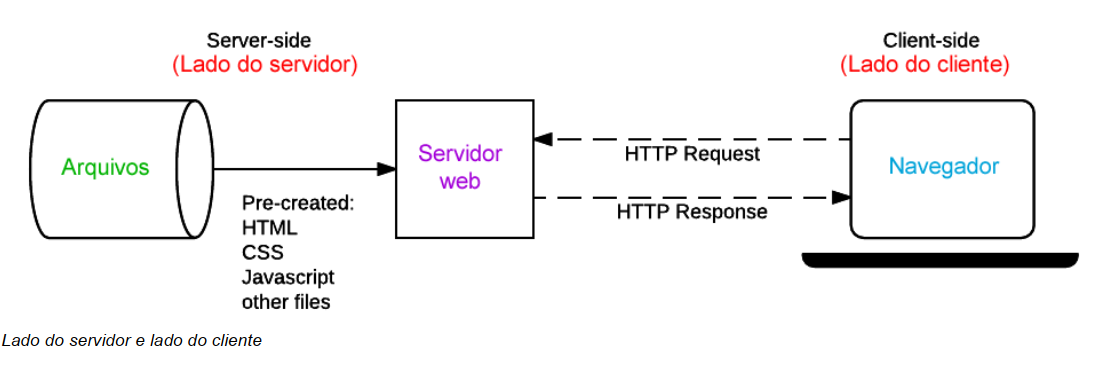 Server-side
(Lado do servidor)
Client-side
(Lado do cliente)
Arquivos
Pre-created:
HTML
CSS
Javascript
other files
Servidor
web
HTTP Request
HTTP Response
Navegador
Lado do servidor e lado do cliente